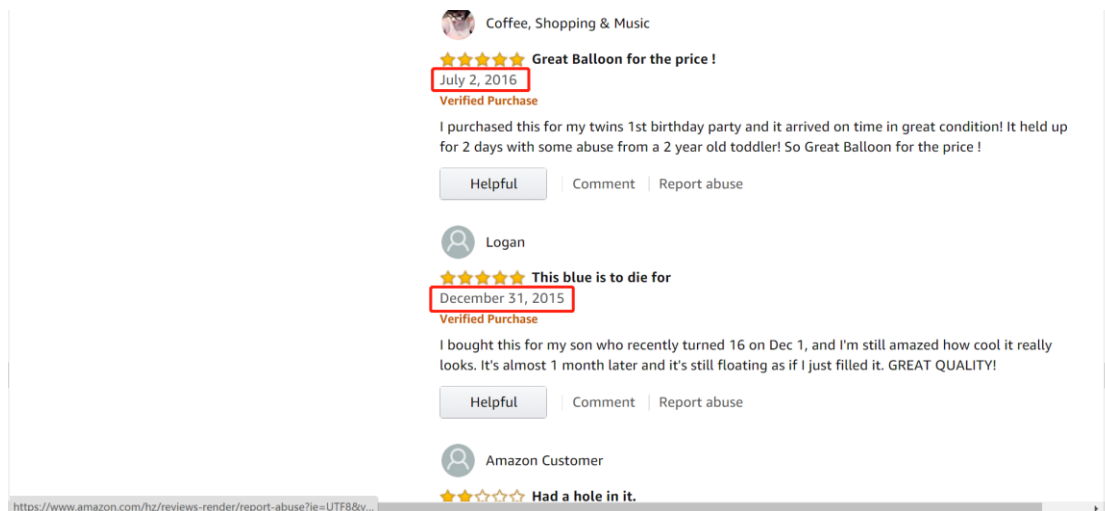 Coffee, Shopping & Music
Great Balloon for the price !
July 2, 2016
Verified Purchase
I purchased this for my twins 1st birthday party and it arrived on time in great condition! It held up
for 2 days with some abuse from a 2 year old toddler! So Great Balloon for the price !
Helpful Comment Report abuse
Logan
This blue is to die for
December 31, 2015
Verified Purchase
I bought this for my son who recently turned 16 on Dec 1, and I'm still amazed how cool it really
looks. It's almost 1 month later and it's still floating as if I just filled it. GREAT QUALITY!
Helpful Comment Report abuse
Amazon Customer
Had a hole in it.
https://www.amazon.com/hz/reviews-render/report-abuse?ie=UTF8&v...